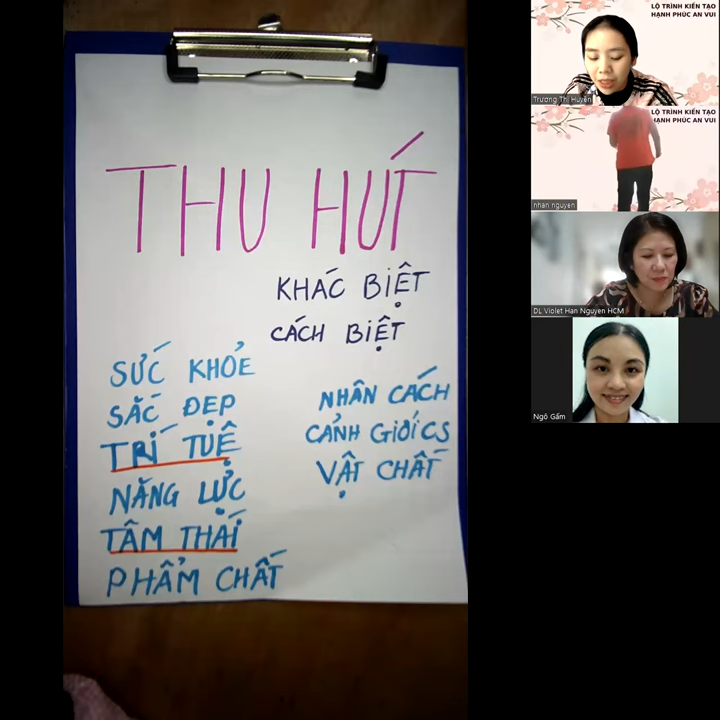 THU HÚT
KHÁC BIỆT
CÁCH BIỆT
SỨC KHỎE
SẮC ĐẸP
TRÍ TUỆ
NĂNG LỰC
TÂM THÁI
PHẨM CHẤT
NHÂN CÁCH
CẢNH GIỚI CS
VẬT CHẤT
LỘ TRÌNH KIẾN TẠO
HẠNH PHÚC AN VUI
Trương Thị Huyền
LỘ TRÌNH KIẾN TẠO
HẠNH PHÚC AN VUI
nhàn nguyen
DL Violet Han Nguyen HCM
Ngô Gấm